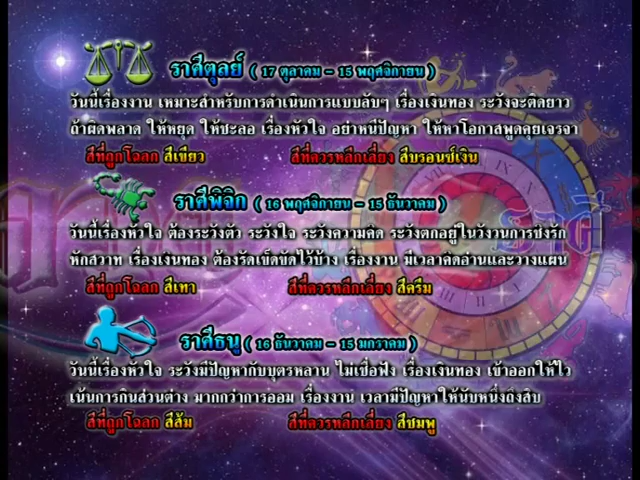 ราศีตุลย์ ( 17 ตุลาคม - 15 พฤศจิกายน )
วันนี้เรื่องงาน เหมาะสำหรับการดำเนินการแบบลับๆ เรื่องเงินทอง ระวังจะติดยาว
ถ้าผิดพลาด ให้หยุด ให้ชะลอ เรื่องหัวใจ อย่าหนีปัญหา ให้หาโอกาสพูดคุยเจรจา
สีที่ถูกโฉลก สีเขียว สีที่ควรหลีกเลี่ยง สีบรอนซ์เงิน
ราศีพิจิก ( 16 พฤศจิกายน - 15 ธันวาคม )
วันนี้เรื่องหัวใจ ต้องระวังตัว ระวังใจ ระวังความคิด ระวังตกอยู่ในวังวนการชิงรัก
หักสวาท เรื่องเงินทอง ต้องรัดเข็มขัดไว้บ้าง เรื่องงาน มีเวลาคิดอ่านและวางแผน
สีที่ถูกโฉลก สีเทา สีที่ควรหลีกเลี่ยง สีครีม
ราศีธนู ( 16 ธันวาคม - 15 มกราคม )
วันนี้เรื่องหัวใจ ระวังมีปัญหากับบุตรหลาน ไม่เชื่อฟัง เรื่องเงินทอง เข้าออกให้ไว
เน้นการกินส่วนต่าง มากกว่าการออม เรื่องงาน เวลามีปัญหาให้นับหนึ่งถึงสิบ
สีที่ถูกโฉลก สีส้ม สีที่ควรหลีกเลี่ยง สีชมพู